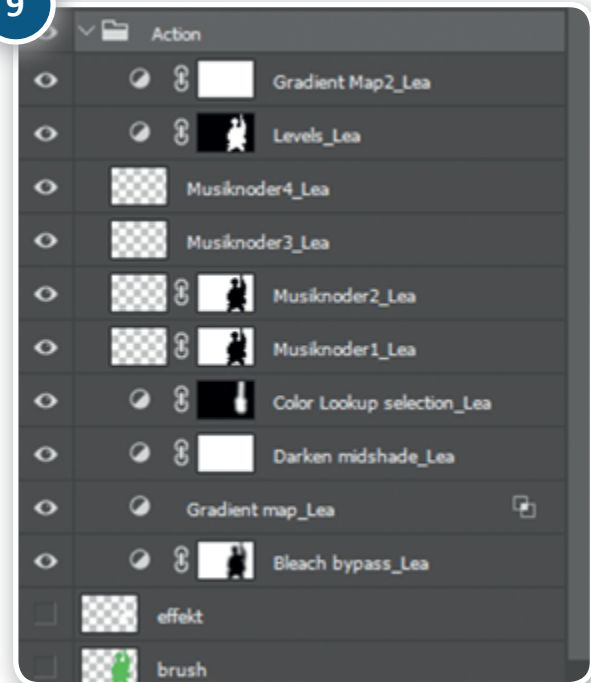 9
Action
Gradient Map2_Lea
Levels_Lea
Musiknoder4_Lea
Musiknoder3_Lea
Musiknoder2_Lea
Musiknoder1_Lea
Color Lookup selection_Lea
Darken midshade_Lea
Gradient map_Lea
Bleach bypass_Lea
effekt
brush